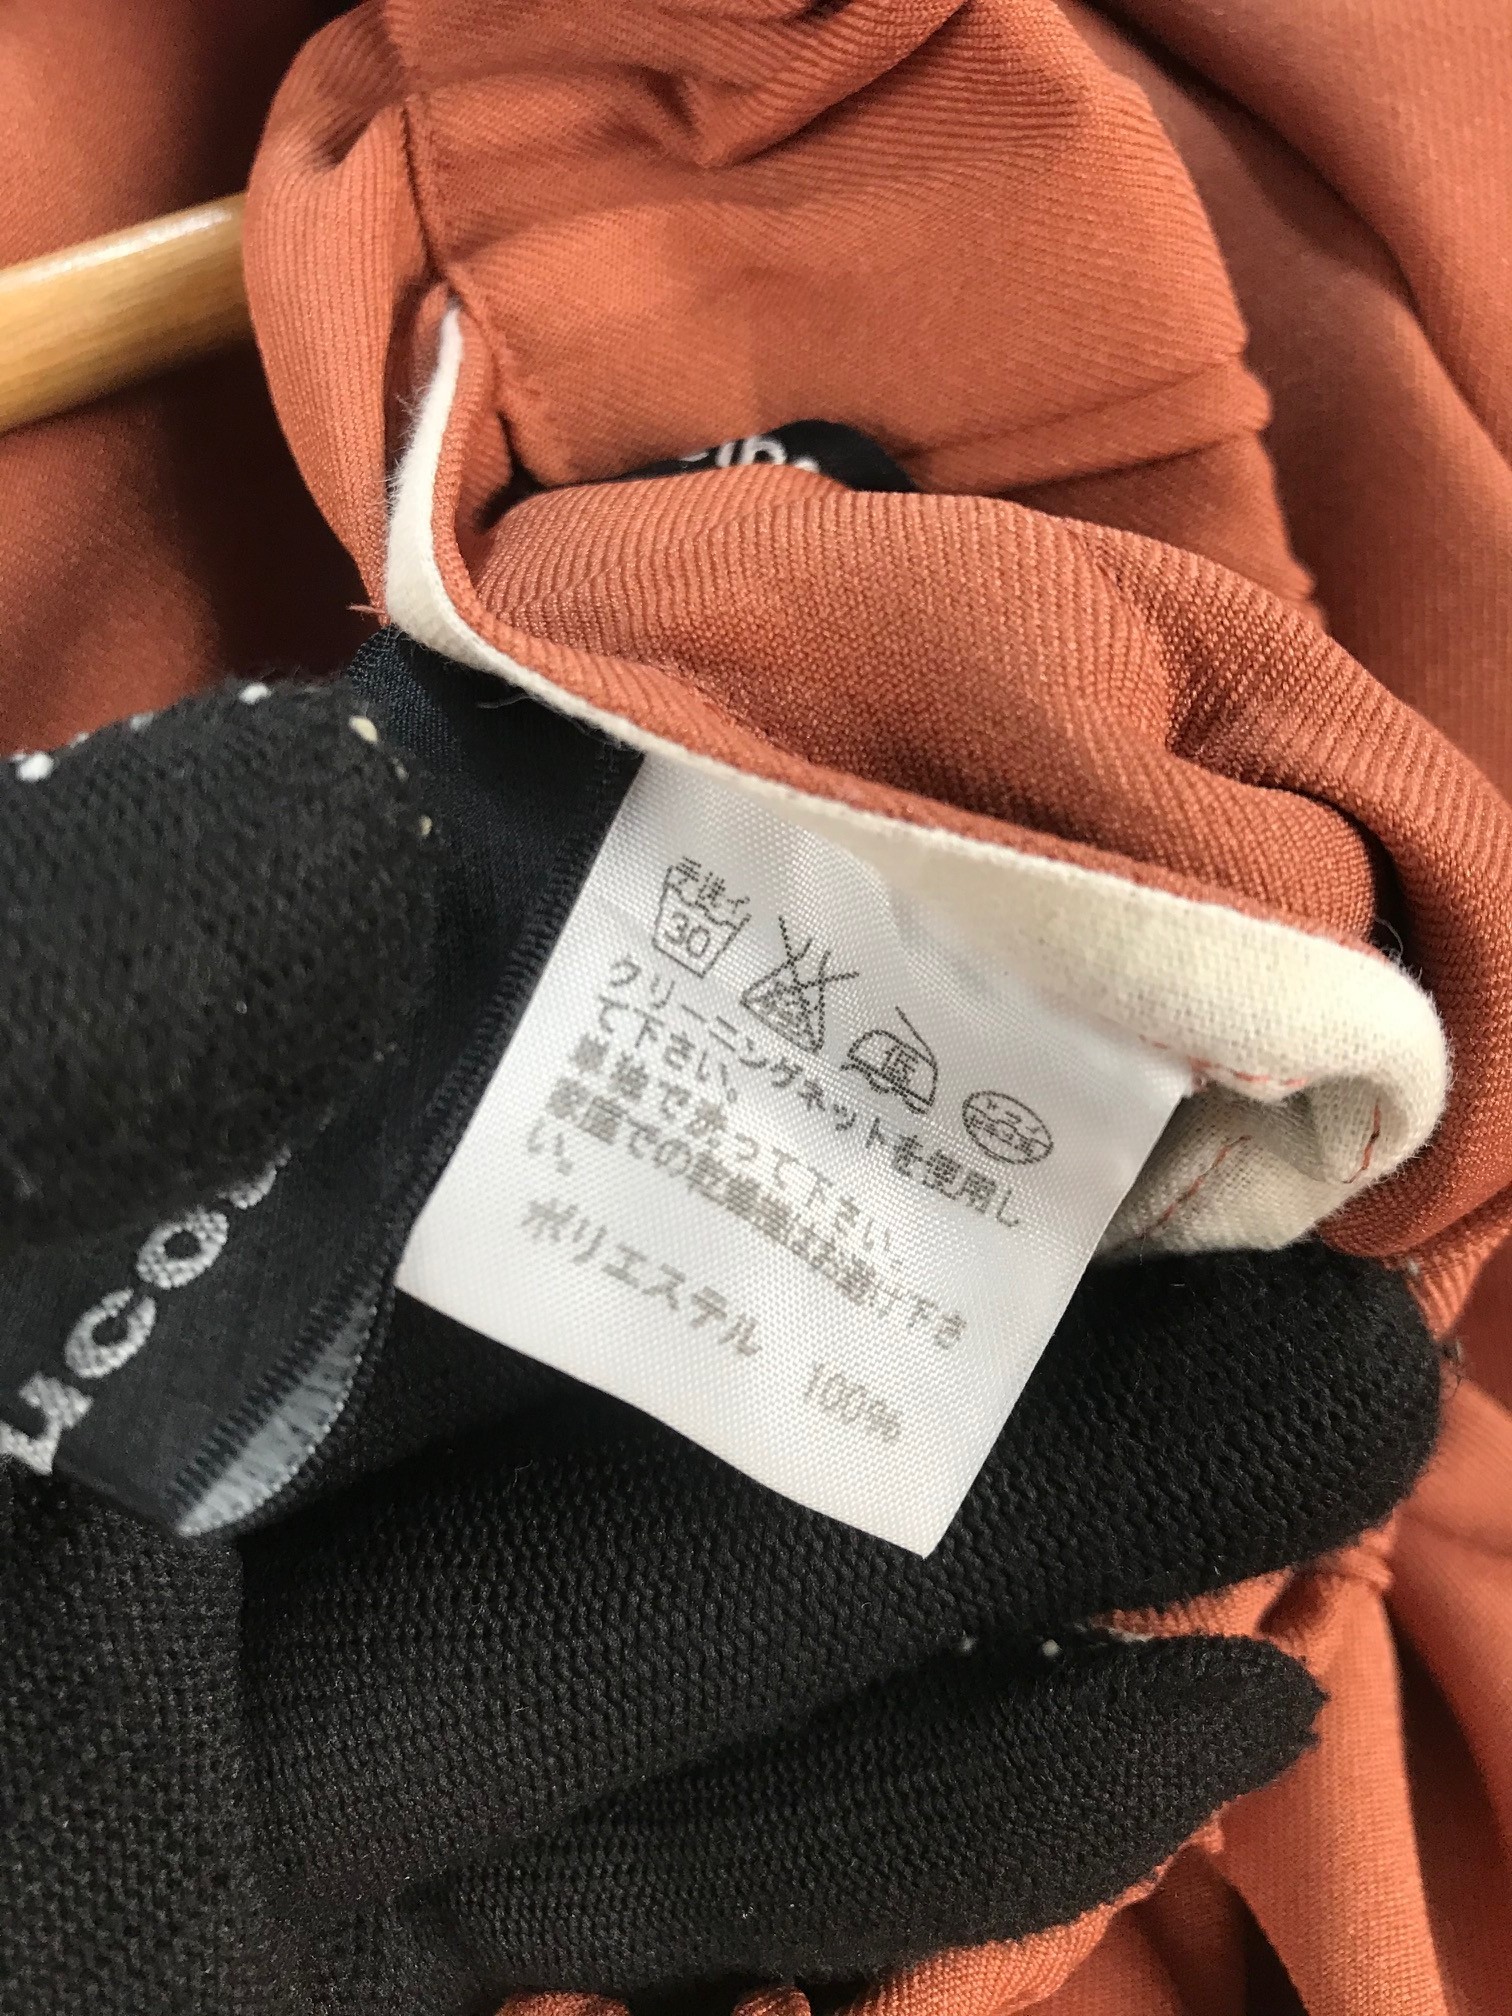 手洗イ
30
クリーニングネットを使用し
て下さい。
単独で洗って下さい。
家庭での乾燥機はお避け下さ
い。
ポリエステル 100%